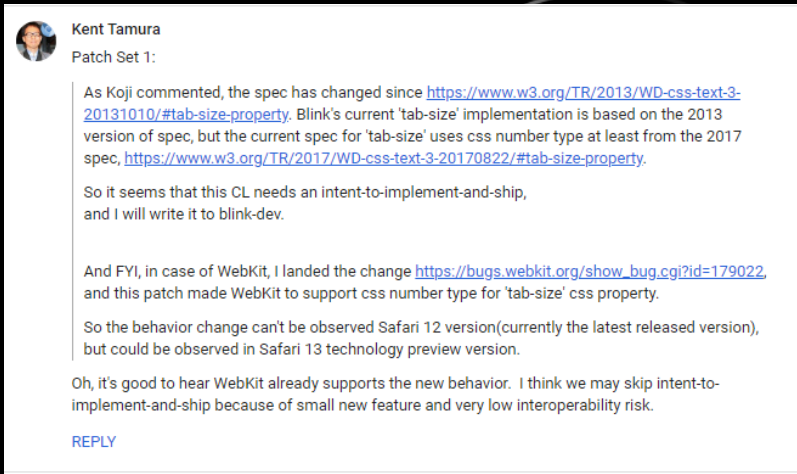 Kent Tamura
Patch Set 1:
As Koji commented, the spec has changed since https://www.w3.org/TR/2013/WD-css-text-3-
20131010/#tab-size-property. Blink's current 'tab-size' implementation is based on the 2013
version of spec, but the current spec for 'tab-size' uses css number type at least from the 2017
spec, https://www.w3.org/TR/2017/WD-css-text-3-20170822/#tab-size-property.
So it seems that this CL needs an intent-to-implement-and-ship,
and I will write it to blink-dev.
And FYI, in case of WebKit, I landed the change https://bugs.webkit.org/show_bug.cgi?id=179022,
and this patch made WebKit to support css number type for 'tab-size' css property.
So the behavior change can't be observed Safari 12 version(currently the latest released version),
but could be observed in Safari 13 technology preview version.
Oh, it's good to hear WebKit already supports the new behavior.  I think we may skip intent-to-
implement-and-ship because of small new feature and very low interoperability risk.
REPLY